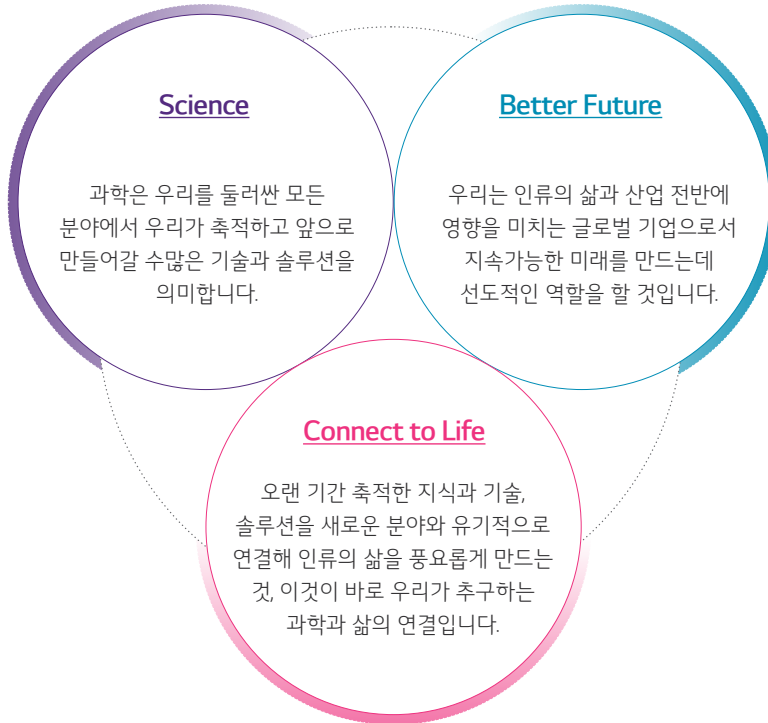 Science
과학은 우리를 둘러싼 모든
분야에서 우리가 축적하고 앞으로
만들어갈 수많은 기술과 솔루션을
의미합니다.
Better Future
우리는 인류의 삶과 산업 전반에
영향을 미치는 글로벌 기업으로서
지속가능한 미래를 만드는데
선도적인 역할을 할 것입니다.
Connect to Life
오랜 기간 축적한 지식과 기술,
솔루션을 새로운 분야와 유기적으로
연결해 인류의 삶을 풍요롭게 만드는
것, 이것이 바로 우리가 추구하는
과학과 삶의 연결입니다.